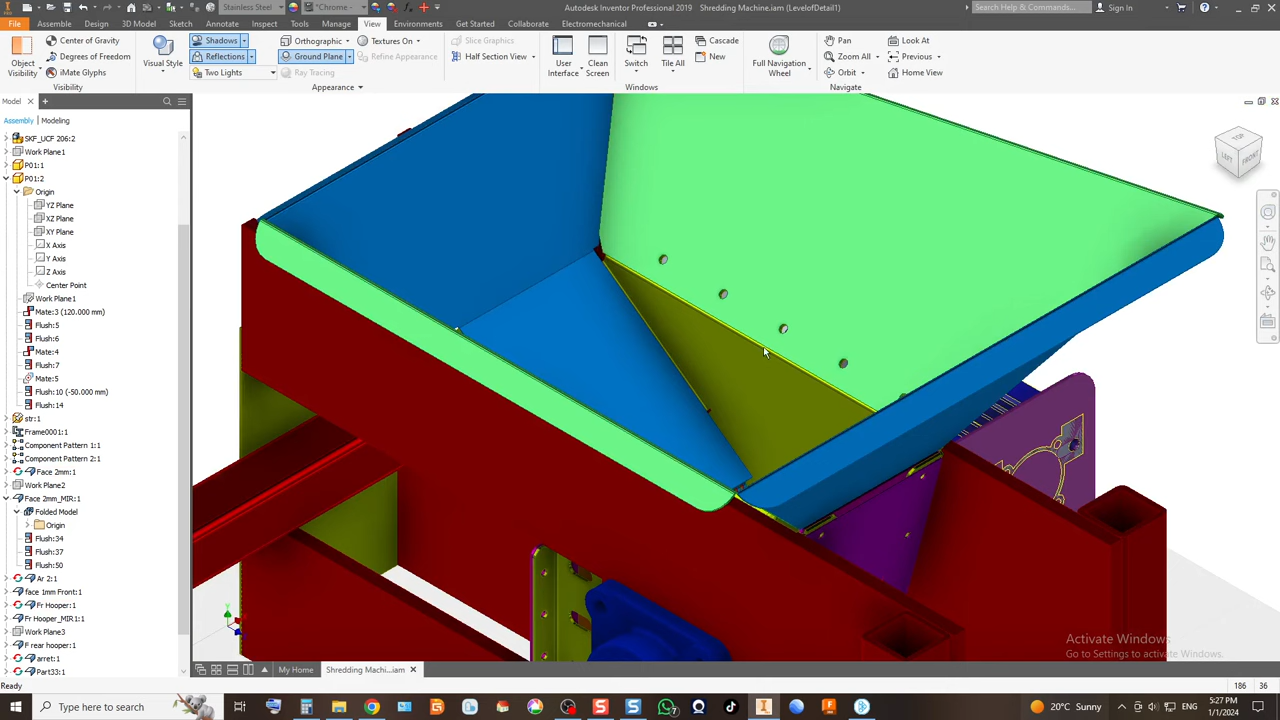 Stainless Steel
*Chrome
Autodesk Inventor Professional 2019   Shredding Machine.iam (LevelofDetail1)
Search Help & Commands...
Sign In
File
Assemble
Design
3D Model
Sketch
Annotate
Inspect
Tools
Manage
View
Environments
Get Started
Collaborate
Electromechanical
Object Visibility
Center of Gravity
Degrees of Freedom
iMate Glyphs
Visibility
Visual Style
Shadows
Reflections
Two Lights
Orthographic
Ground Plane
Ray Tracing
Textures On
Refine Appearance
Appearance
Slice Graphics
Half Section View
User Interface
Clean Screen
Switch
Tile All
Cascade
New
Windows
Full Navigation Wheel
Pan
Zoom All
Orbit
Look At
Previous
Home View
Navigate
Model
Assembly
Modeling
SKF_UCF 206:2
Work Plane1
P01:1
P01:2
Origin
YZ Plane
XZ Plane
XY Plane
X Axis
Y Axis
Z Axis
Center Point
Work Plane1
Mate:3 (120.000 mm)
Flush:5
Flush:6
Mate:4
Flush:7
Mate:5
Flush:10 (-50.000 mm)
Flush:14
str:1
Frame0001:1
Component Pattern 1:1
Component Pattern 2:1
Face 2mm:1
Work Plane2
Face 2mm_MIR:1
Folded Model
Origin
Flush:34
Flush:37
Flush:50
Ar 2:1
face 1mm Front:1
Fr Hooper:1
Fr Hooper_MIR1:1
Work Plane3
F rear hooper:1
arret:1
Part33:1
TOP
LEFT
FRONT
Activate Windows
Go to Settings to activate Windows.
My Home
Shredding Machi...iam
Ready
186
36
Type here to search
20°C Sunny
5:27 PM
1/1/2024